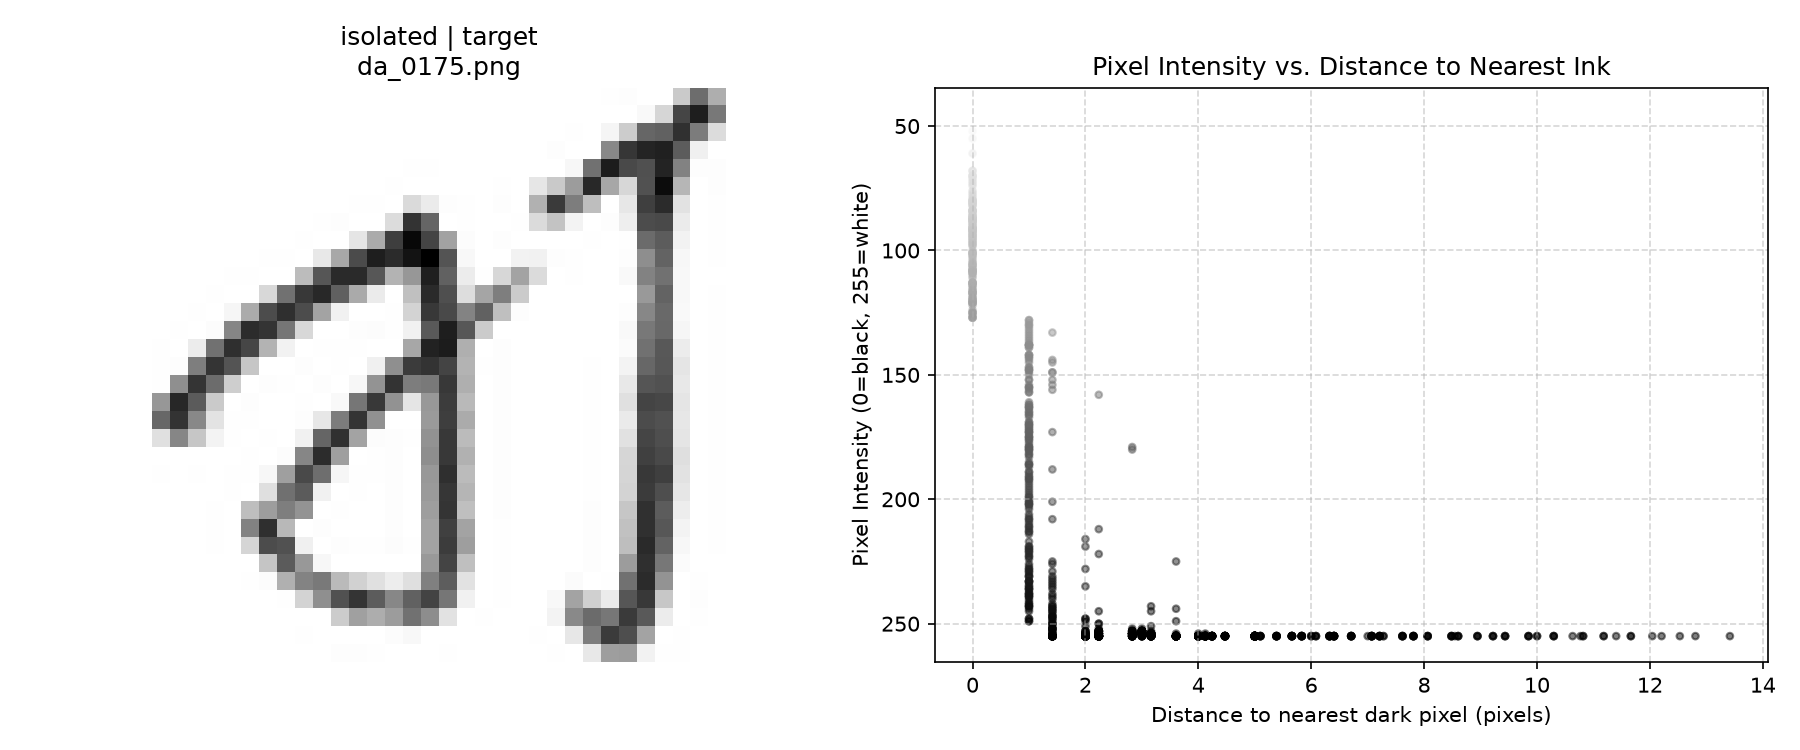 isolated | target
da_0175.png
Pixel Intensity vs. Distance to Nearest Ink
Pixel Intensity (0=black, 255=white)
50
100
150
200
250
0 2 4 6 8 10 12 14
Distance to nearest dark pixel (pixels)